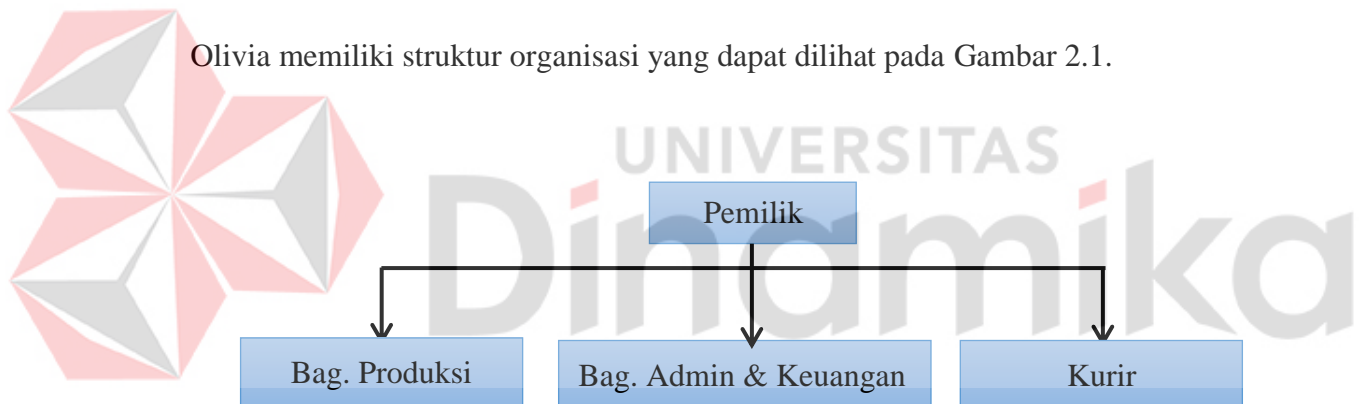 Olivia memiliki struktur organisasi yang dapat dilihat pada Gambar 2.1.
UNIVERSITAS
Dinamika
Pemilik
Bag. Produksi
Bag. Admin & Keuangan
Kurir